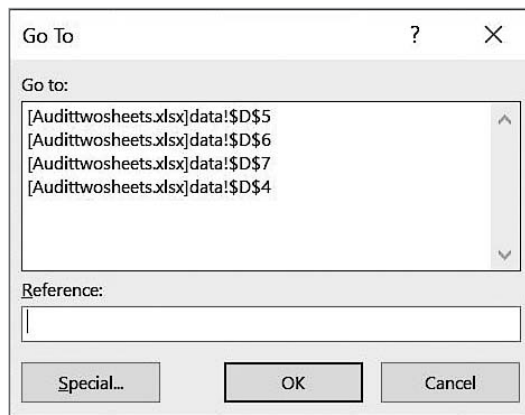 Go To ? ×
Go to:
[Audittwosheets.xlsx]data!$D$5
[Audittwosheets.xlsx]data!$D$6
[Audittwosheets.xlsx]data!$D$7
[Audittwosheets.xlsx]data!$D$4
Reference:
Special...
OK
Cancel